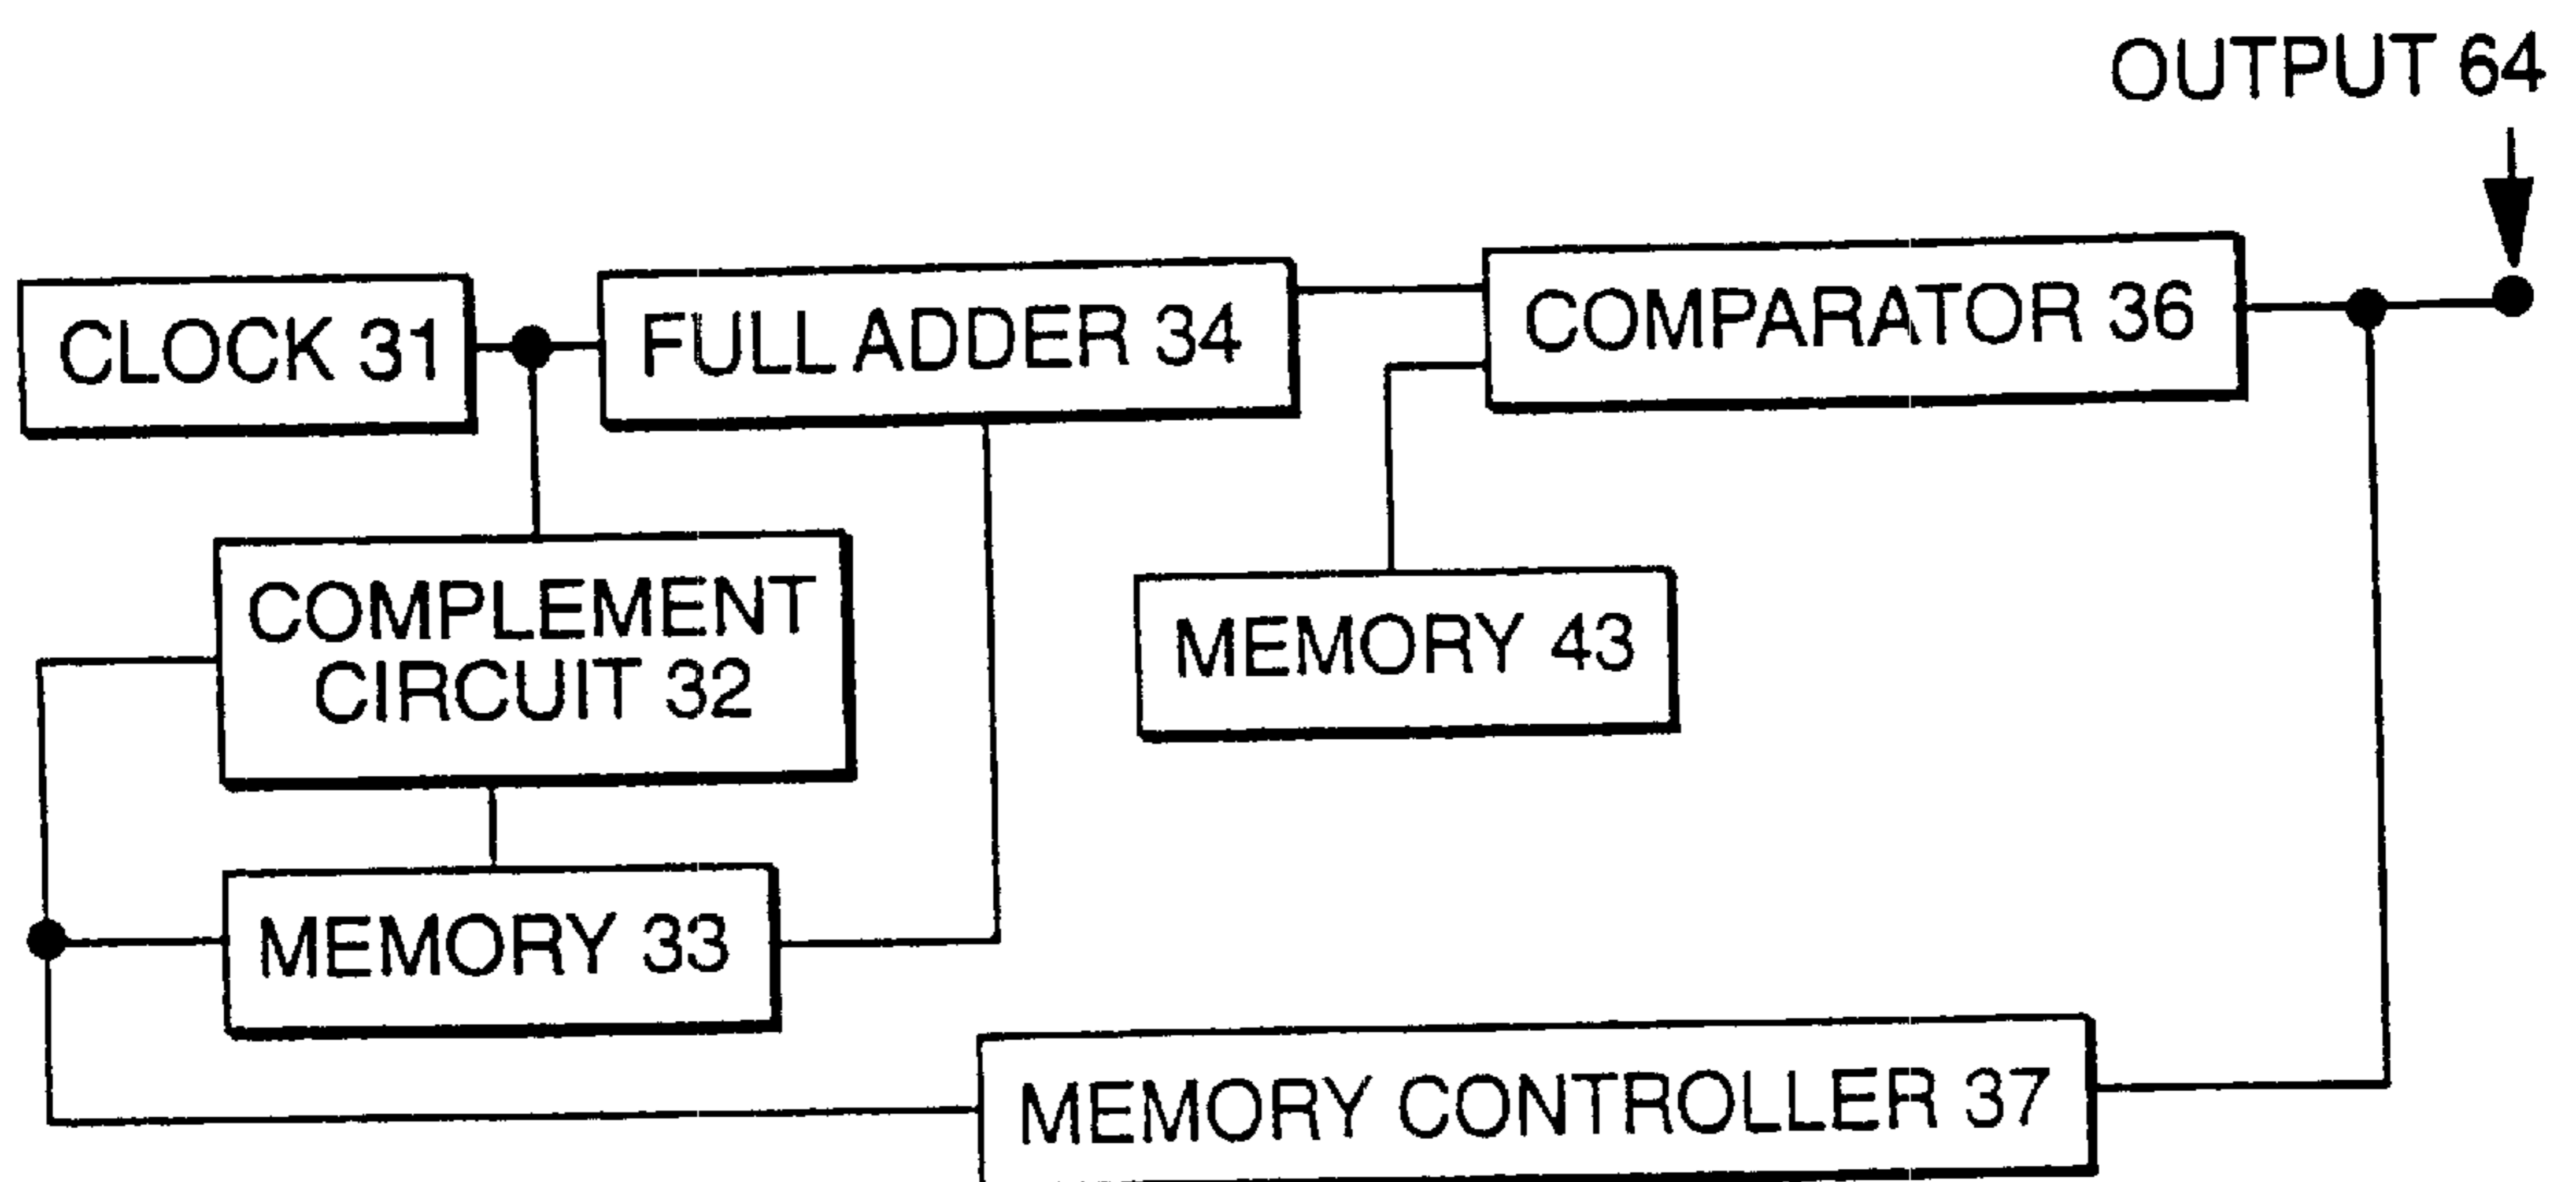 OUTPUT 64
CLOCK 31
FULL ADDER 34
COMPARATOR 36
COMPLEMENT
CIRCUIT 32
MEMORY 43
MEMORY 33
MEMORY CONTROLLER 37